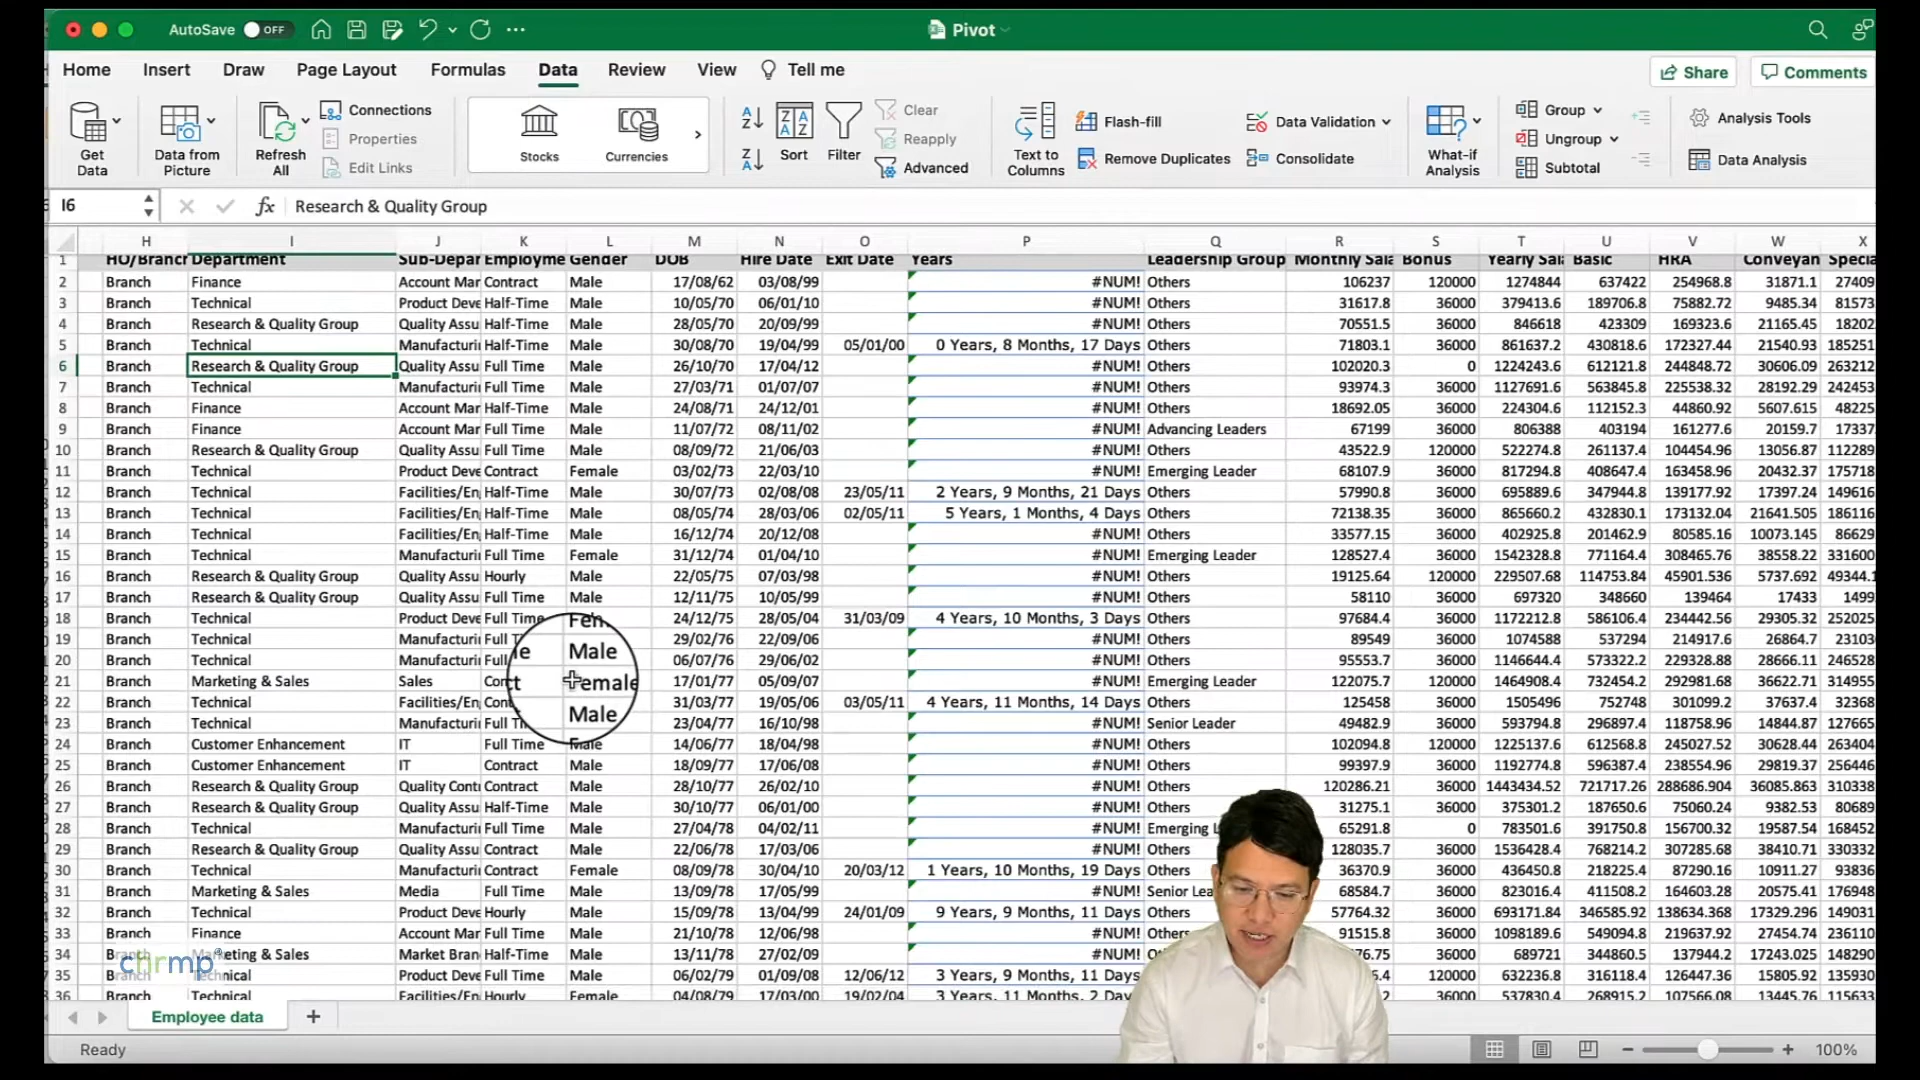 AutoSave OFF Pivot
Home Insert Draw Page Layout Formulas Data Review View Tell me Share Comments
Get Data Data from Picture Refresh All Connections Properties Edit Links Stocks Currencies Sort Filter Clear Reapply Advanced Text to Columns Flash-fill Remove Duplicates Data Validation Consolidate What-if Analysis Group Ungroup Subtotal Analysis Tools Data Analysis
I6 fx Research & Quality Group
H I J K L M N O P Q R S T U V W X
1 HO/Branch Department Sub-Depar Employme Gender DOB Hire Date Exit Date Years Leadership Group Monthly Sala Bonus Yearly Sala Basic HRA Conveyan Specia
2 Branch Finance Account Mar Contract Male 17/08/62 03/08/99 #NUM! Others 106237 120000 1274844 637422 254968.8 31871.1 27409
3 Branch Technical Product Deve Half-Time Male 10/05/70 06/01/10 #NUM! Others 31617.8 36000 379413.6 189706.8 75882.72 9485.34 81573
4 Branch Research & Quality Group Quality Assu Half-Time Male 28/05/70 20/09/99 #NUM! Others 70551.5 36000 846618 423309 169323.6 21165.45 182022
5 Branch Technical Manufacturi Half-Time Male 30/08/70 19/04/99 05/01/00 0 Years, 8 Months, 17 Days Others 71803.1 36000 861637.2 430818.6 172327.44 21540.93 185251
6 Branch Research & Quality Group Quality Assu Full Time Male 26/10/70 17/04/12 #NUM! Others 102020.3 0 1224243.6 612121.8 244848.72 30606.09 263212
7 Branch Technical Manufacturi Full Time Male 27/03/71 01/07/07 #NUM! Others 93974.3 36000 1127691.6 563845.8 225538.32 28192.29 242453
8 Branch Finance Account Mar Half-Time Male 24/08/71 24/12/01 #NUM! Others 18692.05 36000 224304.6 112152.3 44860.92 5607.615 48225
9 Branch Finance Account Mar Half-Time Male 11/07/72 08/11/02 #NUM! Advancing Leaders 67199 36000 806388 403194 161277.6 20159.7 173377
10 Branch Research & Quality Group Quality Assu Half-Time Male 08/09/72 21/06/03 #NUM! Others 43522.9 36000 522274.8 261137.4 104454.96 13056.87 112289
11 Branch Technical Product Deve Contract Female 03/02/73 22/03/10 #NUM! Emerging Leader 68107.9 36000 817294.8 408647.4 163458.96 20432.37 175718
12 Branch Technical Facilities/En Half-Time Male 30/07/73 02/08/08 23/05/11 2 Years, 9 Months, 21 Days Others 57990.8 36000 695889.6 347944.8 139177.92 17397.24 149616
13 Branch Technical Facilities/En Half-Time Male 08/05/74 28/03/06 02/05/11 5 Years, 1 Months, 4 Days Others 72138.35 36000 865660.2 432830.1 173132.04 21641.505 186116
14 Branch Technical Facilities/En Half-Time Male 16/12/74 20/12/08 #NUM! Others 33577.15 36000 402925.8 201462.9 80585.16 10073.145 86629
15 Branch Technical Manufacturi Full Time Female 31/12/74 01/04/10 #NUM! Emerging Leader 128527.4 36000 1542328.8 771164.4 308465.76 38558.22 331600
16 Branch Research & Quality Group Quality Assu Hourly Male 22/05/75 07/03/98 #NUM! Others 19125.64 120000 229507.68 114753.84 45901.536 5737.692 49344.1
17 Branch Research & Quality Group Quality Assu Full Time Male 12/11/75 10/05/99 #NUM! Others 58110 36000 697320 348660 139464 17433 1499
18 Branch Technical Product Deve Full Time Fem 24/12/75 28/05/04 31/03/09 4 Years, 10 Months, 3 Days Others 97684.4 36000 1172212.8 586106.4 234442.56 29305.32 252025
19 Branch Technical Manufacturi Full Male 29/02/76 22/09/06 #NUM! Others 89549 36000 1074588 537294 214917.6 26864.7 231036
20 Branch Technical Manufacturi Full 06/07/76 29/06/02 #NUM! Others 95553.7 36000 1146644.4 573322.2 229328.88 28666.11 246528
21 Branch Marketing & Sales Sales Female 17/01/77 05/09/07 #NUM! Emerging Leader 122075.7 36000 1464908.4 732454.2 292981.68 36622.71 314955
22 Branch Technical Facilities/En Male 31/03/77 19/05/06 03/05/11 4 Years, 11 Months, 14 Days Others 125458 36000 1505496 752748 301099.2 37637.4 32368
23 Branch Technical Manufacturi Full 23/04/77 16/10/98 #NUM! Senior Leader 49482.9 36000 593794.8 296897.4 118758.96 14844.87 127665
24 Branch Customer Enhancement IT Full Time Male 14/06/77 18/04/98 #NUM! Others 102094.8 120000 1225137.6 612568.8 245027.52 30628.44 263404
25 Branch Customer Enhancement IT Contract Male 18/09/77 17/06/08 #NUM! Others 99397.9 36000 1192774.8 596387.4 238554.96 29819.37 256446
26 Branch Research & Quality Group Quality Cont Contract Male 28/10/77 26/02/10 #NUM! Others 120286.21 36000 1443434.52 721717.26 288686.904 36085.863 310338
27 Branch Research & Quality Group Quality Assu Half-Time Male 30/10/77 06/01/00 #NUM! Others 31275.1 36000 375301.2 187650.6 75060.24 9382.53 80689
28 Branch Technical Manufacturi Full Time Male 27/04/78 04/02/11 #NUM! Emerging L 65291.8 0 783501.6 391750.8 156700.32 19587.54 168452
29 Branch Research & Quality Group Quality Assu Contract Male 22/06/78 17/03/06 #NUM! Others 128035.7 36000 1536428.4 768214.2 307285.68 38410.71 330332
30 Branch Technical Manufacturi Contract Female 08/09/78 30/04/10 20/03/12 1 Years, 10 Months, 19 Days Others 36370.9 36000 436450.8 218225.4 87290.16 10911.27 93836
31 Branch Marketing & Sales Media Full Time Male 13/09/78 17/05/99 #NUM! Senior Lea 68584.7 36000 823016.4 411508.2 164603.28 20575.41 176948
32 Branch Technical Product Deve Hourly Male 15/09/78 13/04/99 24/01/09 9 Years, 9 Months, 11 Days Others 57764.32 36000 693171.84 346585.92 138634.368 17329.296 149031
33 Branch Finance Account Mar Full Time Male 21/10/78 12/06/98 #NUM! Others 91515.8 36000 1098189.6 549094.8 219637.92 27454.74 236110
34 Branch Marketing & Sales Market Bran Half-Time Male 13/11/78 27/02/09 #NUM! 76.75 36000 689721 344860.5 137944.2 17243.025 148290
35 Product Deve Full Time Male 06/02/79 01/09/08 12/06/12 3 Years, 9 Months, 11 Days 5.4 120000 632236.8 316118.4 126447.36 15805.92 135930
36 Branch Technical Facilities/En Hourly Female 04/08/79 17/03/00 19/02/04 3 Years, 11 Months, 2 Day 36000 537830.4 268915.2 107566.08 13445.76 115633
chrmp
Employee data
Ready 100%